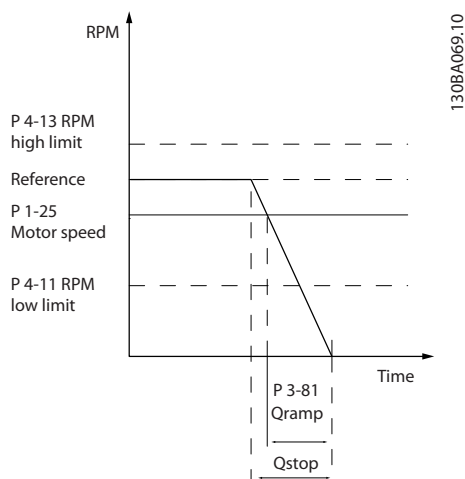 RPM
130BA069.10
P 4-13 RPM
high limit
Reference
P 1-25
Motor speed
P 4-11 RPM
low limit
Time
P 3-81
Qramp
Qstop